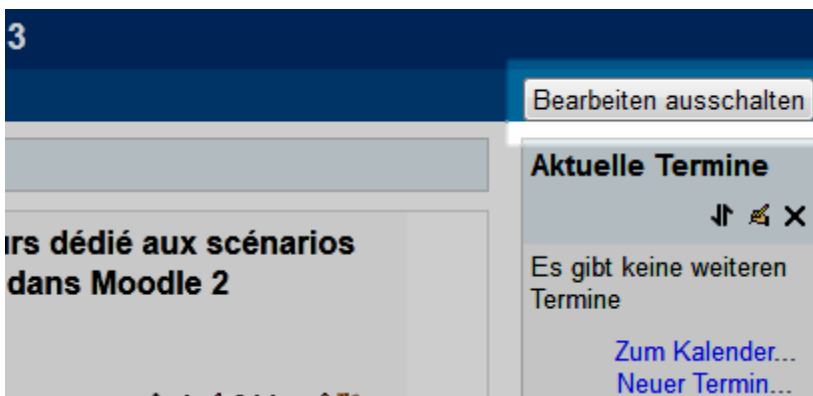 3
Bearbeiten ausschalten
Aktuelle Termine
urs dédié aux scénarios
dans Moodle 2
Es gibt keine weiteren
Termine
Zum Kalender...
Neuer Termin...